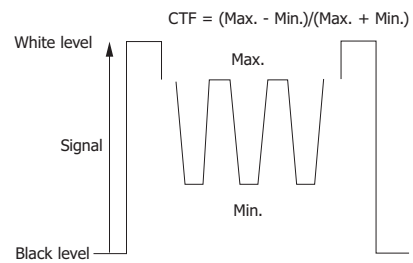 CTF = (Max. - Min.)/(Max. + Min.)
White level
Max.
Signal
Min.
Black level